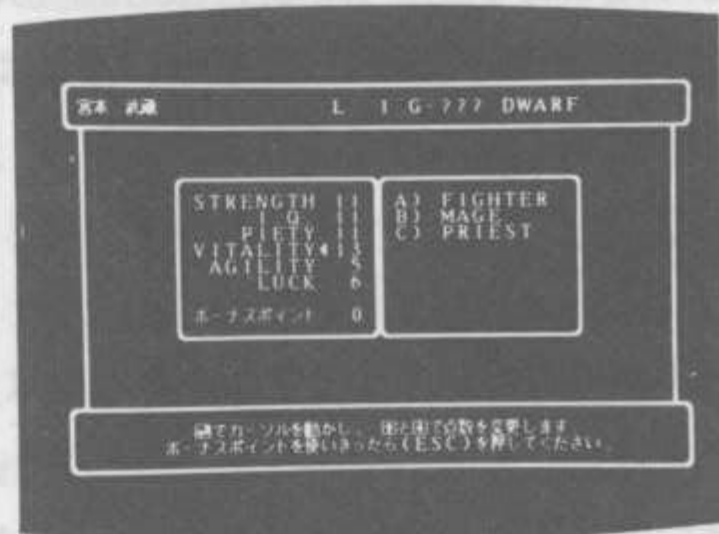 宮本 武蔵 L 1 G-??? DWARF
STRENGTH 11
I.Q. 11
PIETY 11
VITALITY 13
AGILITY 5
LUCK 6
ボーナスポイント 0
A) FIGHTER
B) MAGE
C) PRIEST
でカーソルを動かし、 とで点数を変更します
ボーナスポイントを使いきったら(ESC)を押してください。